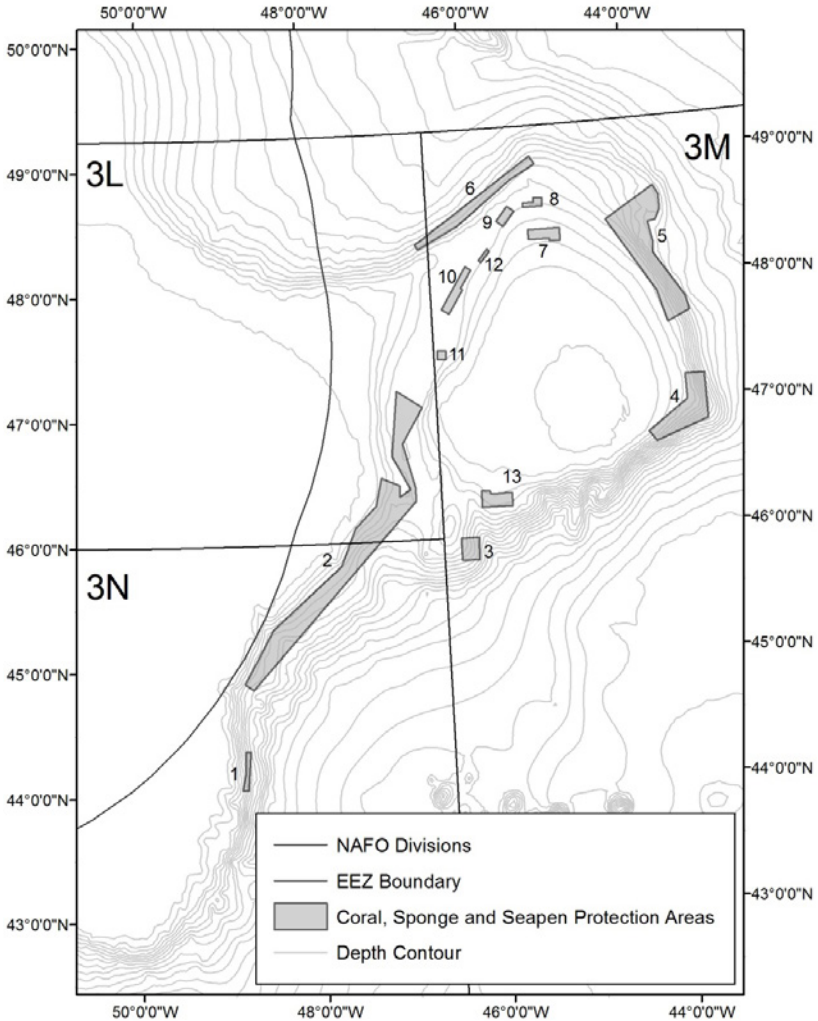 50°0'0"W 48°0'0"W 46°0'0"W 44°0'0"W
50°0'0"N
49°0'0"N
3L
3M
49°0'0"N
6
8
9
5
7
48°0'0"N
12
10
48°0'0"N
11
47°0'0"N
4
47°0'0"N
13
46°0'0"N
46°0'0"N
2
3
3N
45°0'0"N
45°0'0"N
1
44°0'0"N
44°0'0"N
NAFO Divisions
EEZ Boundary
43°0'0"N
Coral, Sponge and Seapen Protection Areas
43°0'0"N
Depth Contour
50°0'0"W 48°0'0"W 46°0'0"W 44°0'0"W